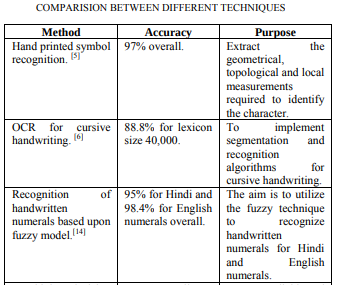 COMPARISION BETWEEN DIFFERENT TECHNIQUES
Method Accuracy Purpose
Hand printed symbol recognition. [5]
97% overall.
Extract the
geometrical,
topological and local
measurements
required to identify
the character.
OCR for cursive
handwriting. [6]
88.8% for lexicon
size 40,000.
To implement
segmentation and
recognition
algorithms for
cursive handwriting.
Recognition of
handwritten
numerals based upon
fuzzy model.[14]
95% for Hindi and
98.4% for English
numerals overall.
The aim is to utilize
the fuzzy technique
to recognize
handwritten
numerals for Hindi
and English
numerals.